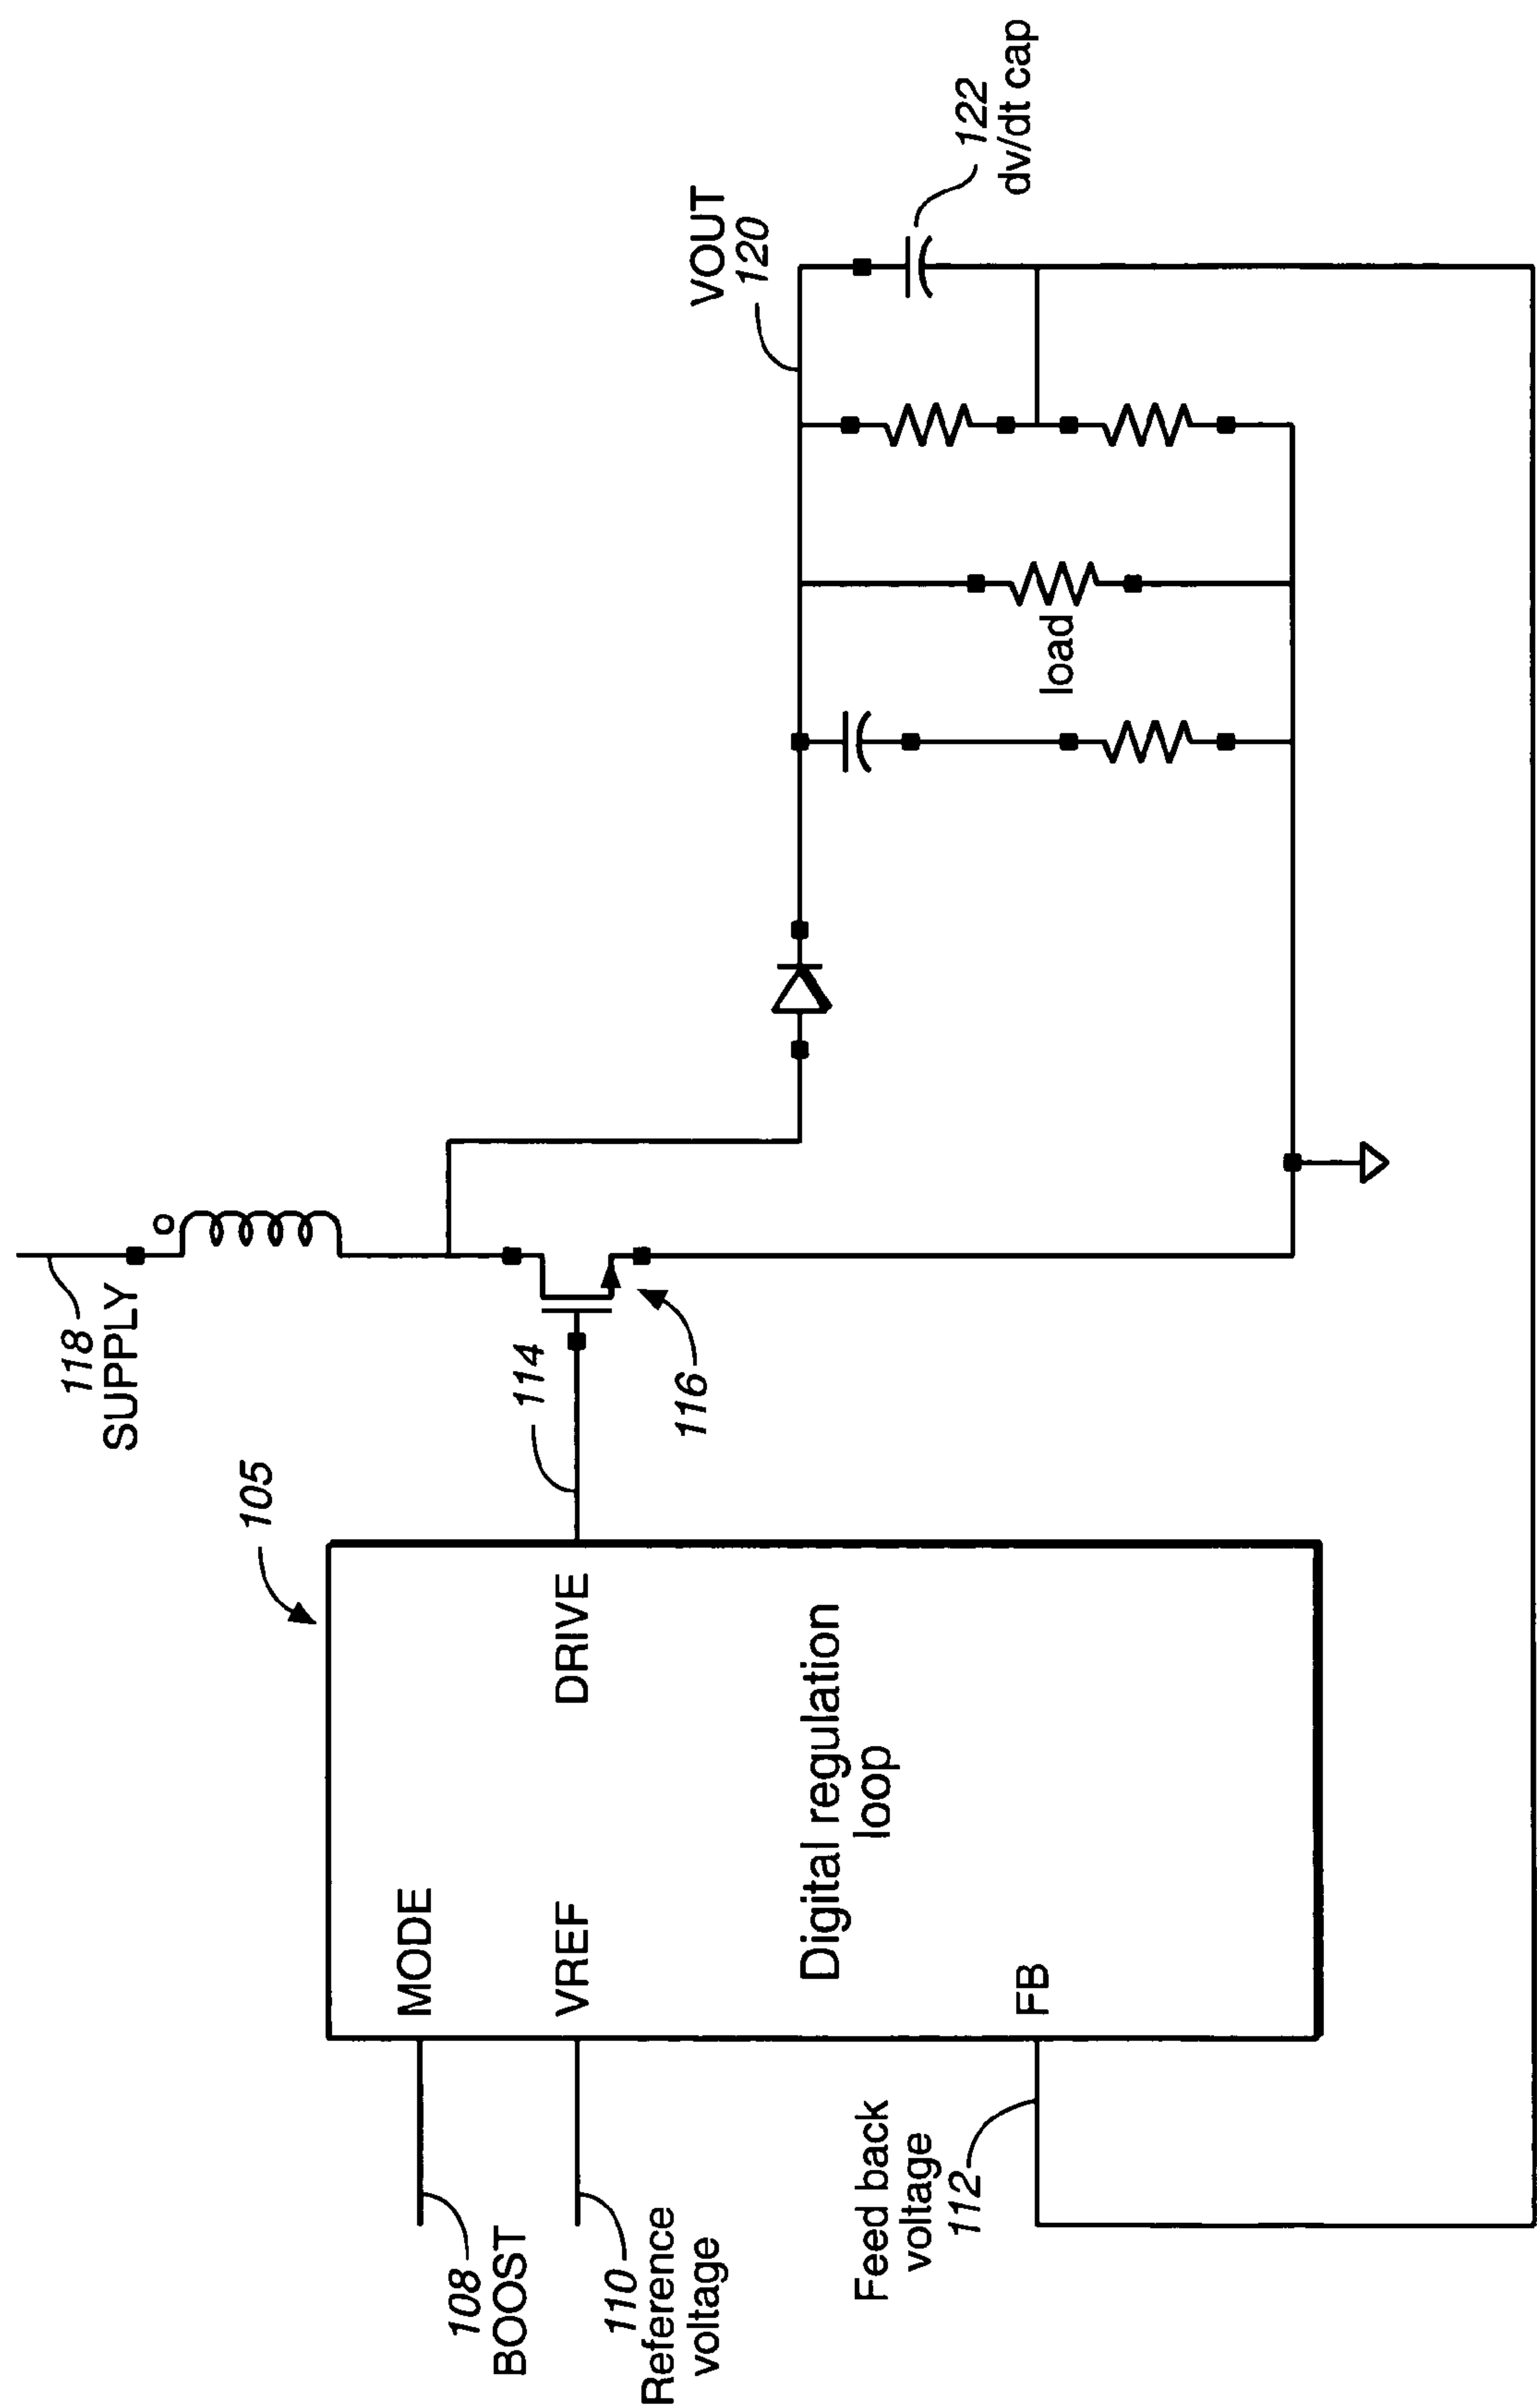 118
SUPPLY
105
MODE
108
BOOST
VREF
110
Reference
voltage
DRIVE
114
116
Digital regulation
loop
FB
Feed back
voltage
112
VOUT
120
load
122
dv/dt cap